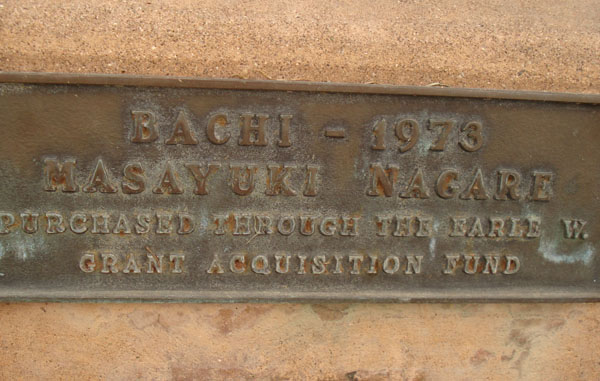 BACHI - 1973
MASAYUKI NAGARE
PURCHASED THROUGH THE EARLE W.
GRANT ACQUISITION FUND